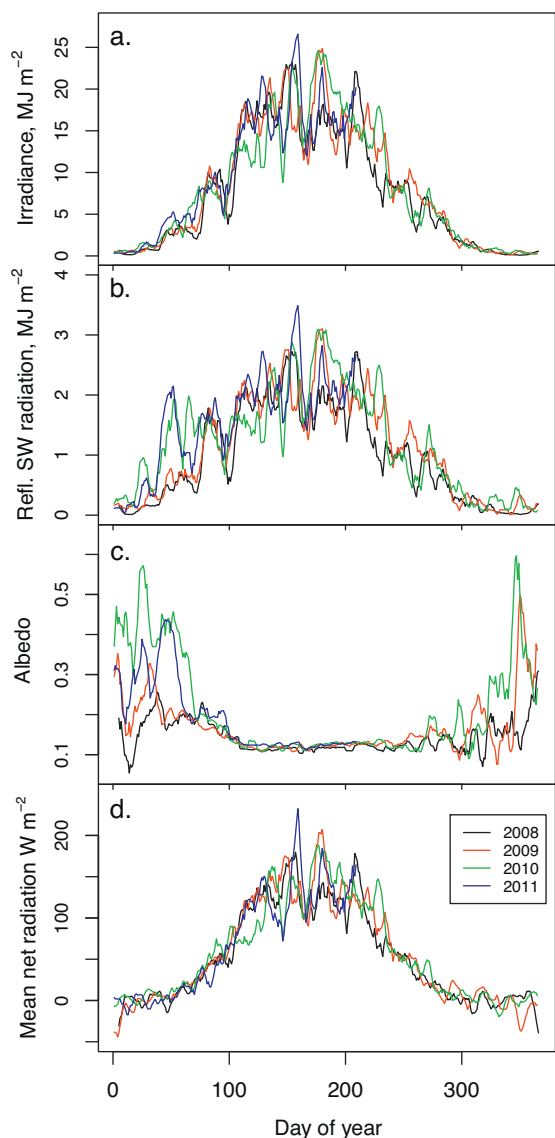 a.
Irradiance, MJ m⁻²
25
20
15
10
5
0
b.
Refl. SW radiation, MJ m⁻²
4
3
2
1
0
c.
Albedo
0.5
0.3
0.1
d.
Mean net radiation W m⁻²
200
100
0
2008
2009
2010
2011
0 100 200 300
Day of year